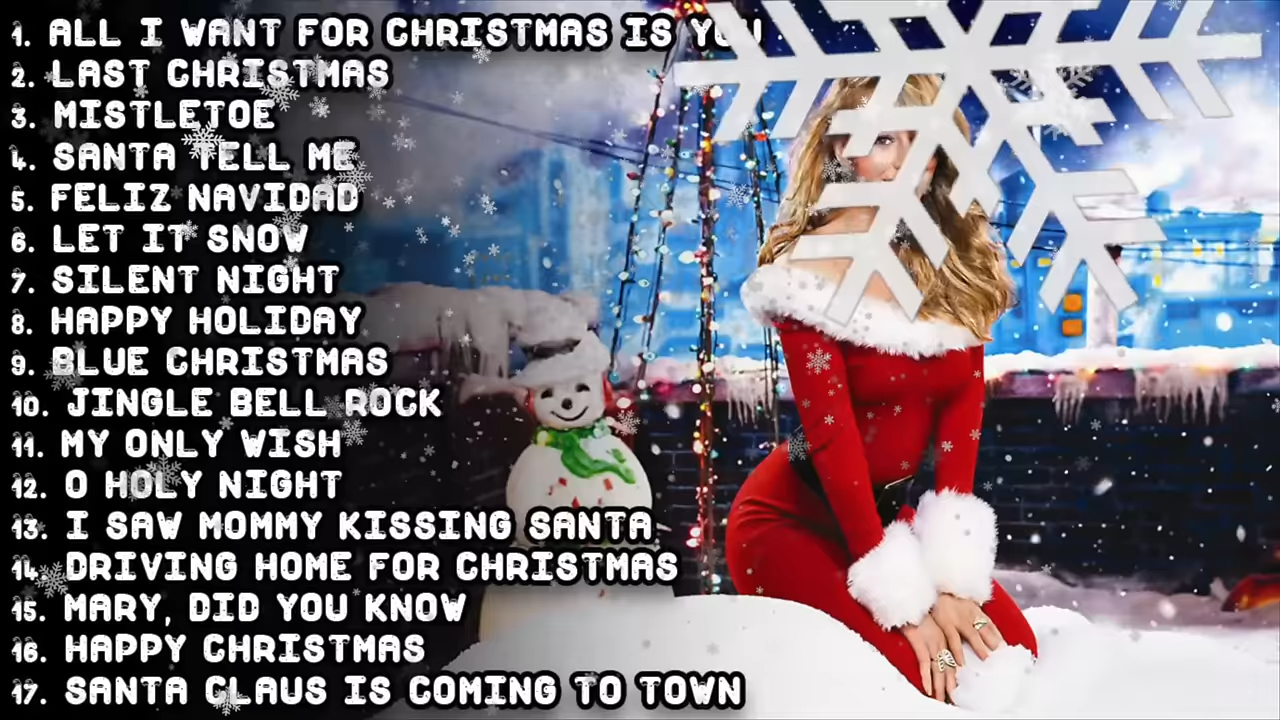 1. ALL I WANT FOR CHRISTMAS IS YOU
2. LAST CHRISTMAS
3. MISTLETOE
4. SANTA TELL ME
5. FELIZ NAVIDAD
6. LET IT SNOW
7. SILENT NIGHT
8. HAPPY HOLIDAY
9. BLUE CHRISTMAS
10. JINGLE BELL ROCK
11. MY ONLY WISH
12. O HOLY NIGHT
13. I SAW MOMMY KISSING SANTA
14. DRIVING HOME FOR CHRISTMAS
15. MARY, DID YOU KNOW
16. HAPPY CHRISTMAS
17. SANTA CLAUS IS COMING TO TOWN